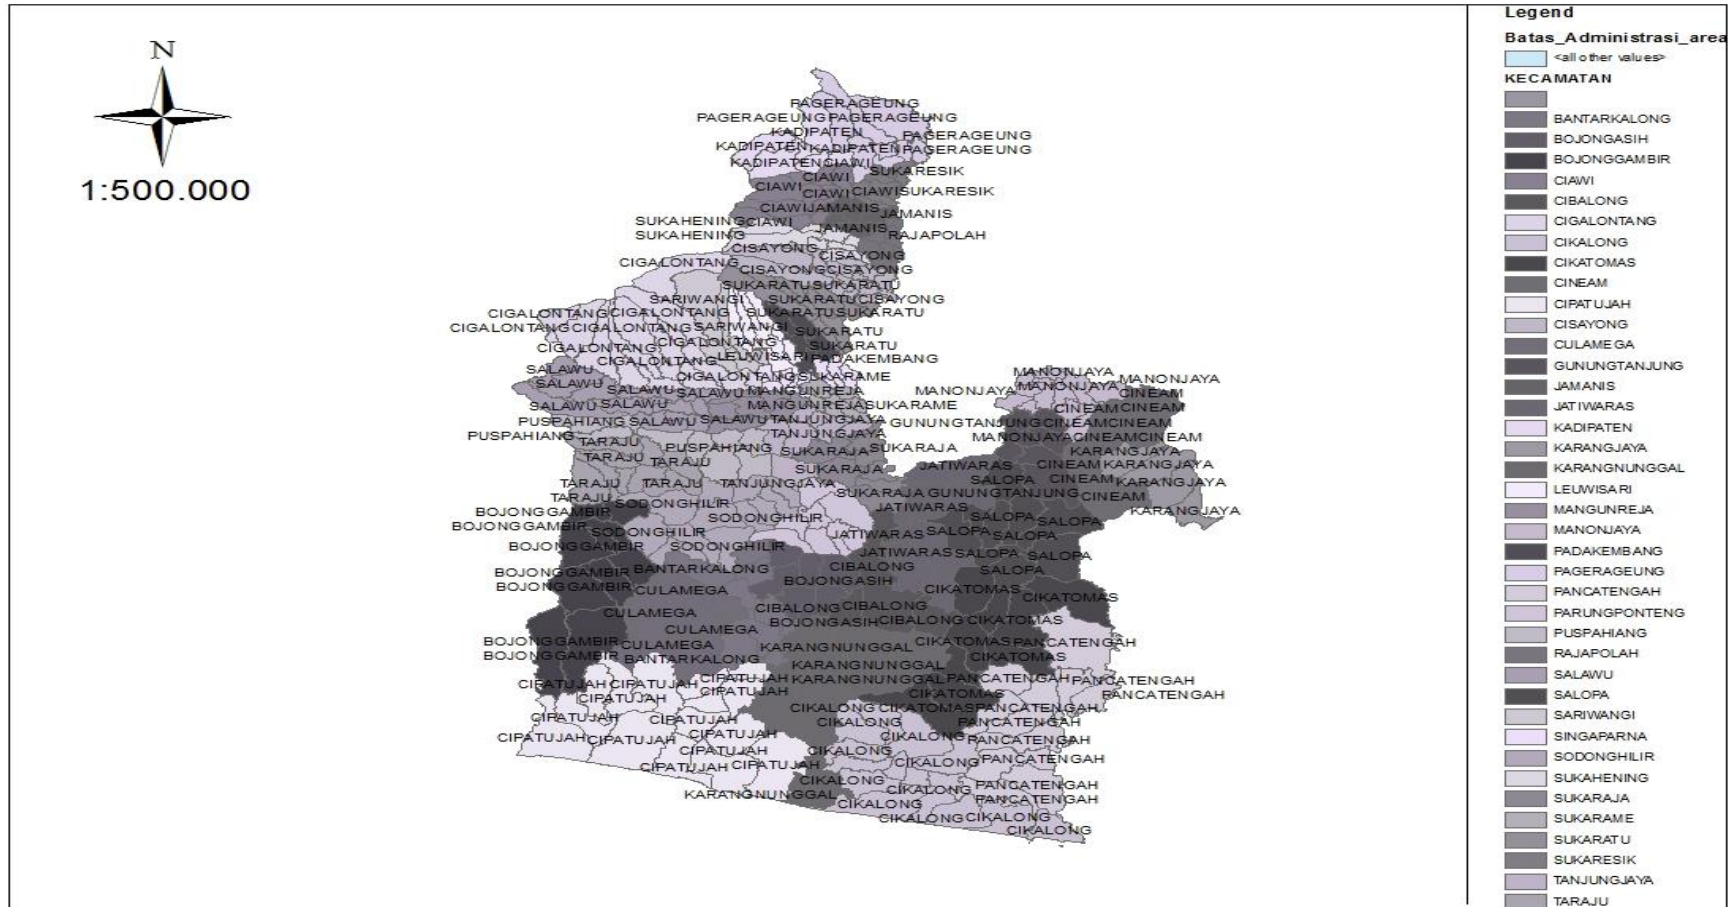 N
1:500.000
PAGERAGEUNG
PAGERAGEUNG PAGERAGEUNG
KADIPATEN PAGERAGEUNG
KADIPATEN KADIPATEN PAGERAGEUNG
KADIPATEN CIAWI
CIAWI SUKARESIK
CIAWI CIAWI CIAWI SUKARESIK
CIAWI JAMANIS JAMANIS
SUKAHENING CIAWI JAMANIS
SUKAHENING RAJAPOLAH
CISAYONG CISAYONG
CIGALONTANG CISAYONG CISAYONG
SUKARATU SUKARATU
SARIWANGI SUKARATU CISAYONG
CIGALONTANG CIGALONTANG SUKARATU SUKARATU
CIGALONTANG CIGALONTANG SARIWANGI SUKARATU
CIGALONTANG CIGALONTANG SUKARATU
CIGALONTANG LEUWISARI PADAKEMBANG
SALAWU CIGALONTANG SUKARAME MANONJAYA
SALAWU SALAWU SALAWU MANGUNREJA MANONJAYA MANONJAYA MANONJAYA CINEAM
SALAWU SALAWU MANGUNREJA SUKARAME CINEAM CINEAM
PUSPAHIANG SALAWU SALAWU TANJUNGJAYA GUNUNGTANJUNG CINEAM CINEAM
PUSPAHIANG TARAJU TANJUNGJAYA MANONJAYA CINEAM CINEAM
PUSPAHIANG SUKARAJA SUKARAJA KARANGJAYA
TARAJU TARAJU SUKARAJA JATIWARAS CINEAM KARANGJAYA
TARAJU TARAJU TANJUNGJAYA SALOPA CINEAM KARANGJAYA
TARAJU SODONGHILIR SUKARAJA GUNUNGTANJUNG CINEAM
BOJONGGAMBIR SODONGHILIR JATIWARAS SALOPA SALOPA KARANGJAYA
BOJONGGAMBIR SODONGHILIR JATIWARAS SALOPA SALOPA
BOJONGGAMBIR SODONGHILIR JATIWARAS SALOPA SALOPA
BOJONGGAMBIR BANTARKALONG CIBALONG SALOPA
BOJONGGAMBIR CULAMEGA BOJONGASIH CIKATOMAS CIKATOMAS
CULAMEGA CIBALONG CIBALONG
CULAMEGA BOJONGASIH CIBALONG CIKATOMAS
BOJONGGAMBIR CULAMEGA KARANGNUNGGAL CIKATOMAS PANCATENGAH
BOJONGGAMBIR BANTARKALONG KARANGNUNGGAL CIKATOMAS
CIPATUJAH CIPATUJAH CIPATUJAH KARANGNUNGGAL PANCATENGAH PANCATENGAH
CIPATUJAH CIPATUJAH CIKATOMAS PANCATENGAH
CIPATUJAH CIPATUJAH CIKALONG CIKATOMAS PANCATENGAH
CIKALONG PANCATENGAH
CIPATUJAH CIPATUJAH CIPATUJAH CIKALONG PANCATENGAH
CIPATUJAH CIKALONG CIKALONG PANCATENGAH
CIPATUJAH CIPATUJAH CIKALONG PANCATENGAH
KARANGNUNGGAL CIKALONG CIKALONG PANCATENGAH
CIKALONG CIKALONG
CIKALONG
Legend
Batas_Administrasi_area
<all other values>
KECAMATAN
BANTARKALONG
BOJONGASIH
BOJONGGAMBIR
CIAWI
CIBALONG
CIGALONTANG
CIKALONG
CIKATOMAS
CINEAM
CIPATUJAH
CISAYONG
CULAMEGA
GUNUNGTANJUNG
JAMANIS
JATIWARAS
KADIPATEN
KARANGJAYA
KARANGNUNGGAL
LEUWISARI
MANGUNREJA
MANONJAYA
PADAKEMBANG
PAGERAGEUNG
PANCATENGAH
PARUNGPONTENG
PUSPAHIANG
RAJAPOLAH
SALAWU
SALOPA
SARIWANGI
SINGAPARNA
SODONGHILIR
SUKAHENING
SUKARAJA
SUKARAME
SUKARATU
SUKARESIK
TANJUNGJAYA
TARAJU